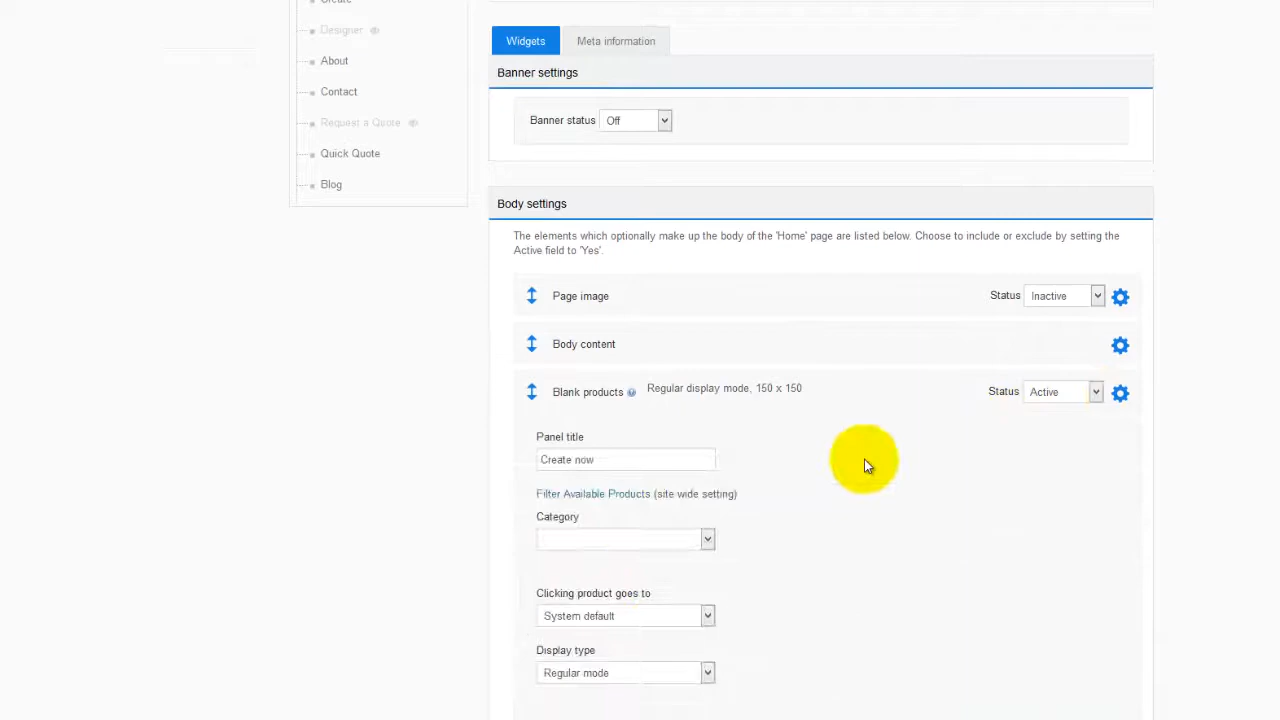 Create
Designer
About
Contact
Request a Quote
Quick Quote
Blog
Widgets
Meta information
Banner settings
Banner status Off
Body settings
The elements which optionally make up the body of the 'Home' page are listed below. Choose to include or exclude by setting the
Active field to 'Yes'.
Page image Status Inactive
Body content
Blank products Regular display mode, 150 x 150 Status Active
Panel title
Create now
Filter Available Products (site wide setting)
Category
Clicking product goes to
System default
Display type
Regular mode